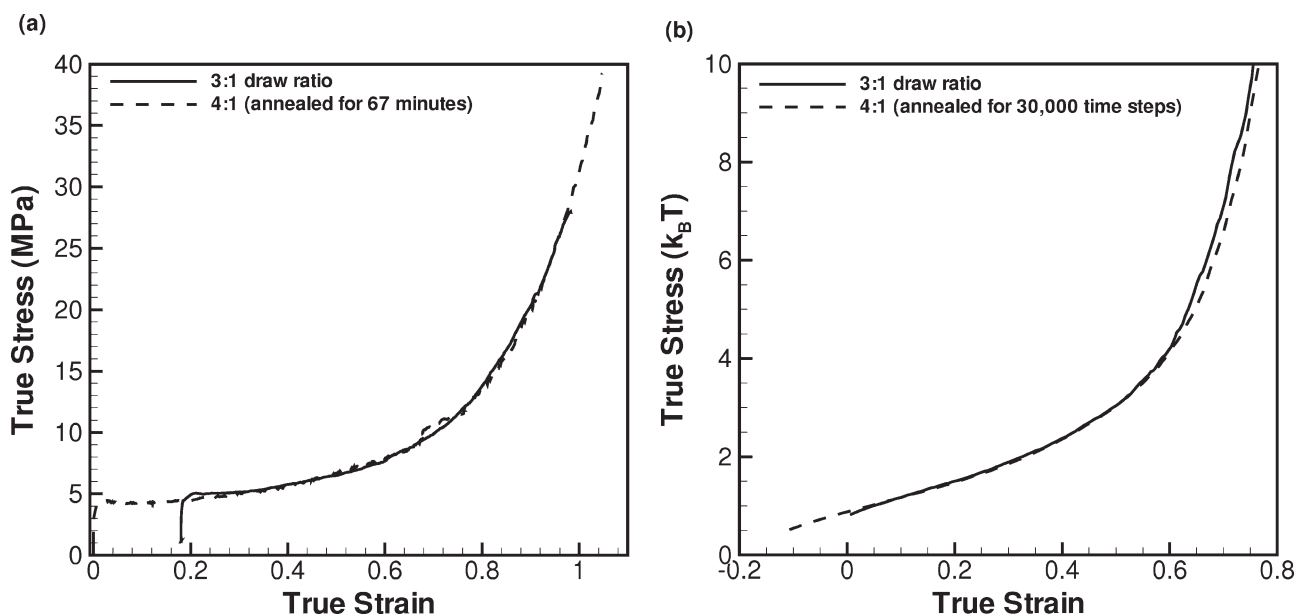 (a)
3:1 draw ratio
4:1 (annealed for 67 minutes)
True Stress (MPa)
40
35
30
25
20
15
10
5
0
0 0.2 0.4 0.6 0.8 1
True Strain
(b)
3:1 draw ratio
4:1 (annealed for 30,000 time steps)
True Stress (kBT)
10
8
6
4
2
0
-0.2 0 0.2 0.4 0.6 0.8
True Strain